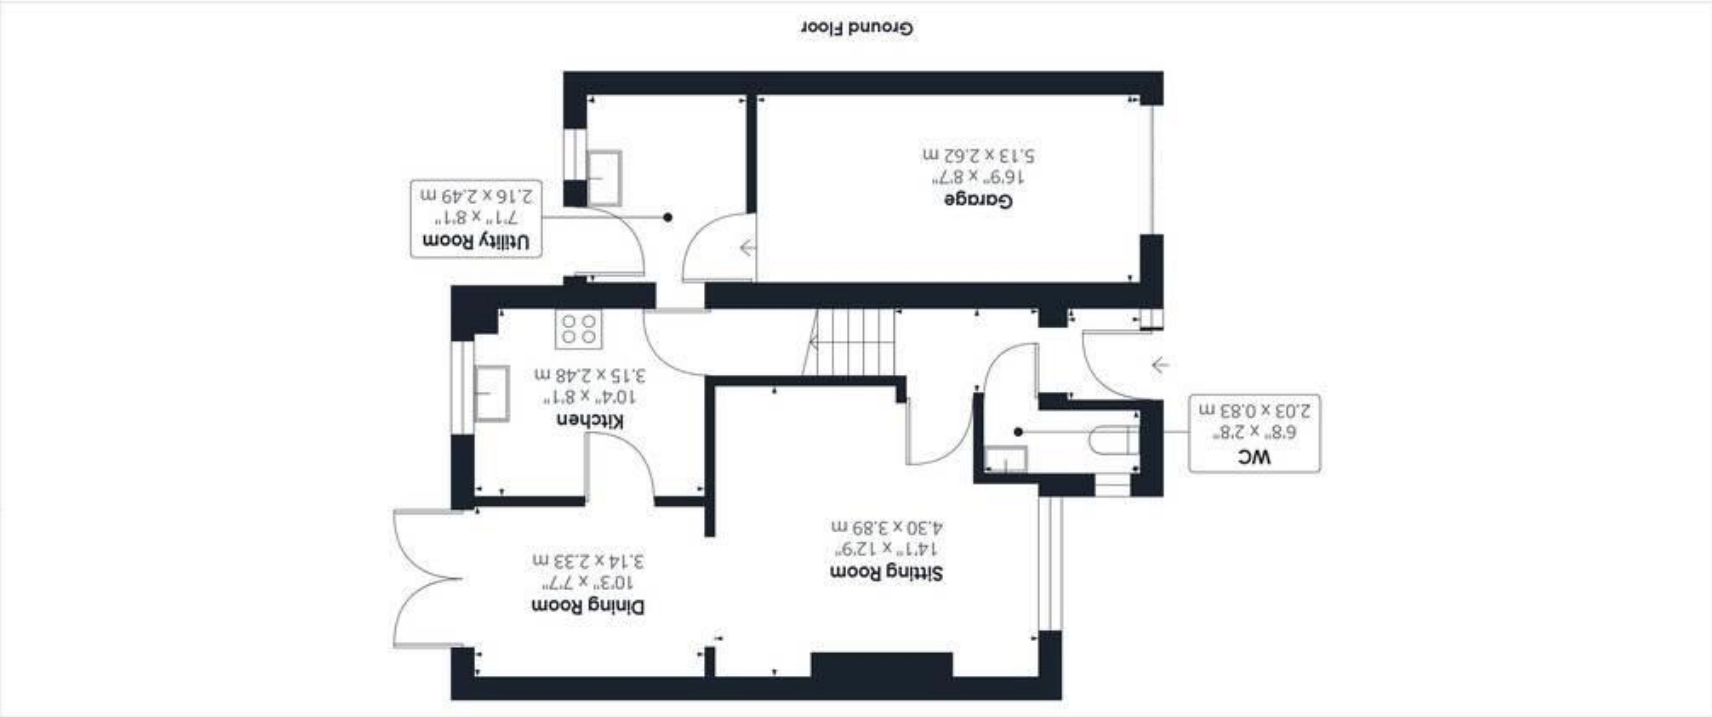 Dining Room
10'3" x 7'7"
3.14 x 2.33 m
Sitting Room
14'1" x 12'9"
4.30 x 3.89 m
Kitchen
10'4" x 8'1"
3.15 x 2.48 m
WC
6'8" x 2'8"
2.03 x 0.83 m
Utility Room
7'1" x 8'1"
2.16 x 2.49 m
Garage
16'9" x 8'7"
5.13 x 2.62 m
Ground Floor